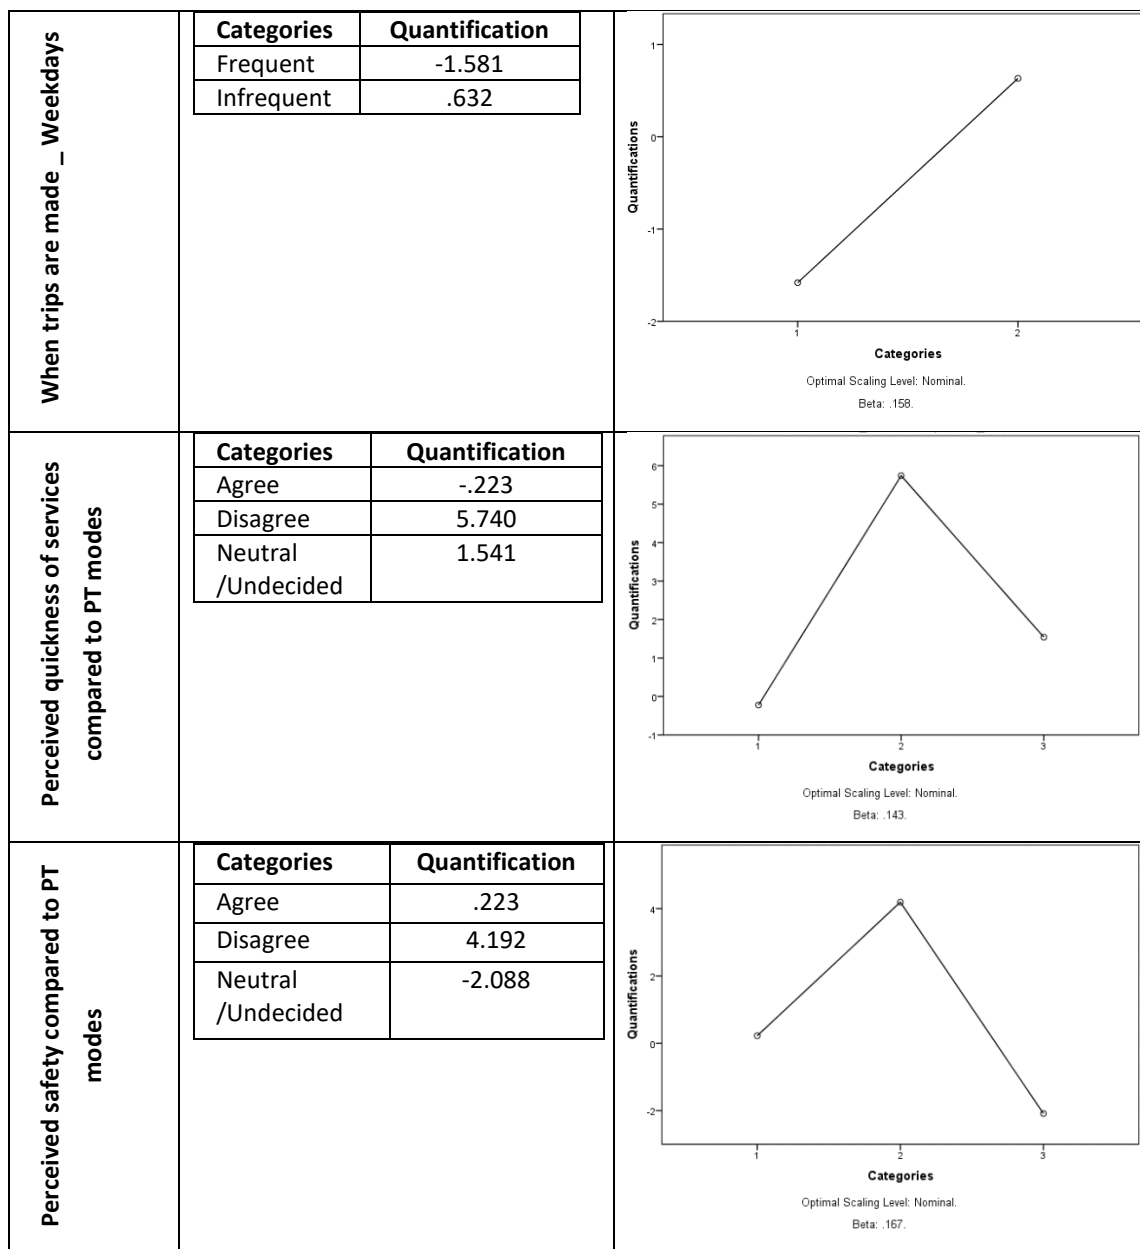 When trips are made _ Weekdays
Categories Quantification
Frequent -1.581
Infrequent .632
1
0
-1
-2
Quantifications
1 2
Categories
Optimal Scaling Level: Nominal.
Beta: .158.
Perceived quickness of services
compared to PT modes
Categories Quantification
Agree -.223
Disagree 5.740
Neutral 1.541
/Undecided
6
5
4
3
2
1
0
-1
Quantifications
1 2 3
Categories
Optimal Scaling Level: Nominal.
Beta: .143.
Perceived safety compared to PT
modes
Categories Quantification
Agree .223
Disagree 4.192
Neutral -2.088
/Undecided
4
2
0
-2
Quantifications
1 2 3
Categories
Optimal Scaling Level: Nominal.
Beta: .167.